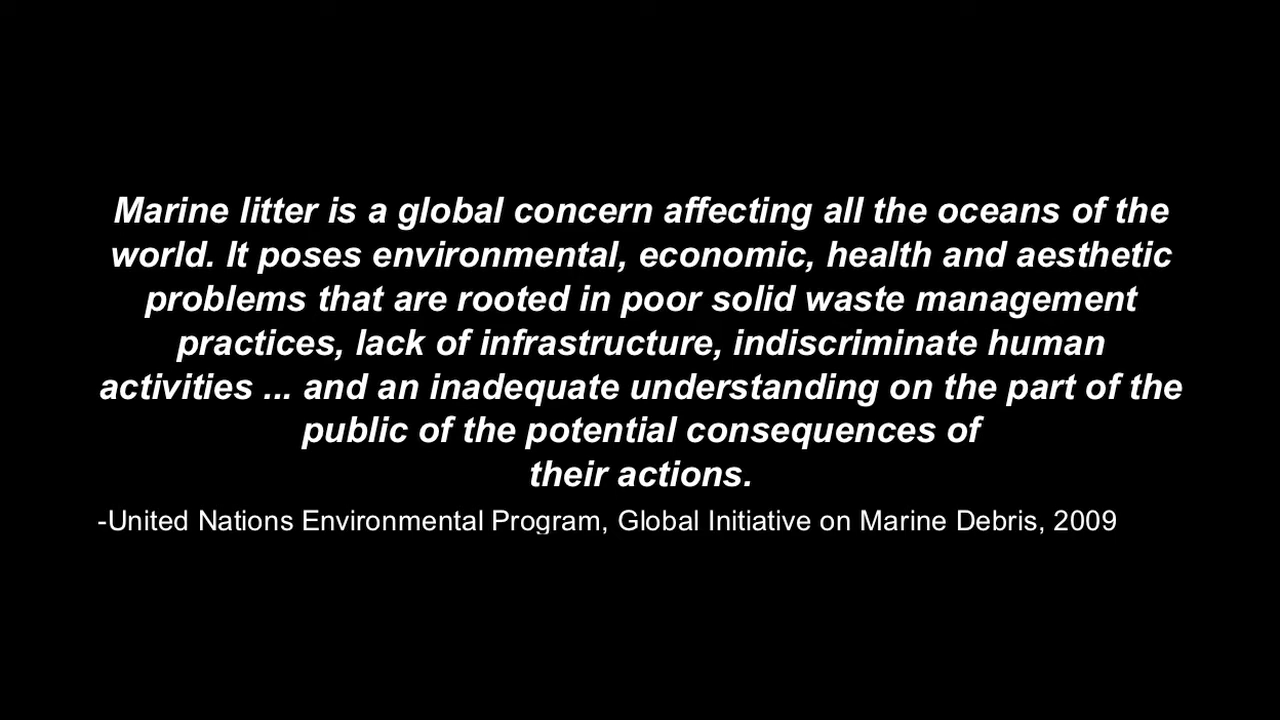 Marine litter is a global concern affecting all the oceans of the
world. It poses environmental, economic, health and aesthetic
problems that are rooted in poor solid waste management
practices, lack of infrastructure, indiscriminate human
activities ... and an inadequate understanding on the part of the
public of the potential consequences of
their actions.
-United Nations Environmental Program, Global Initiative on Marine Debris, 2009